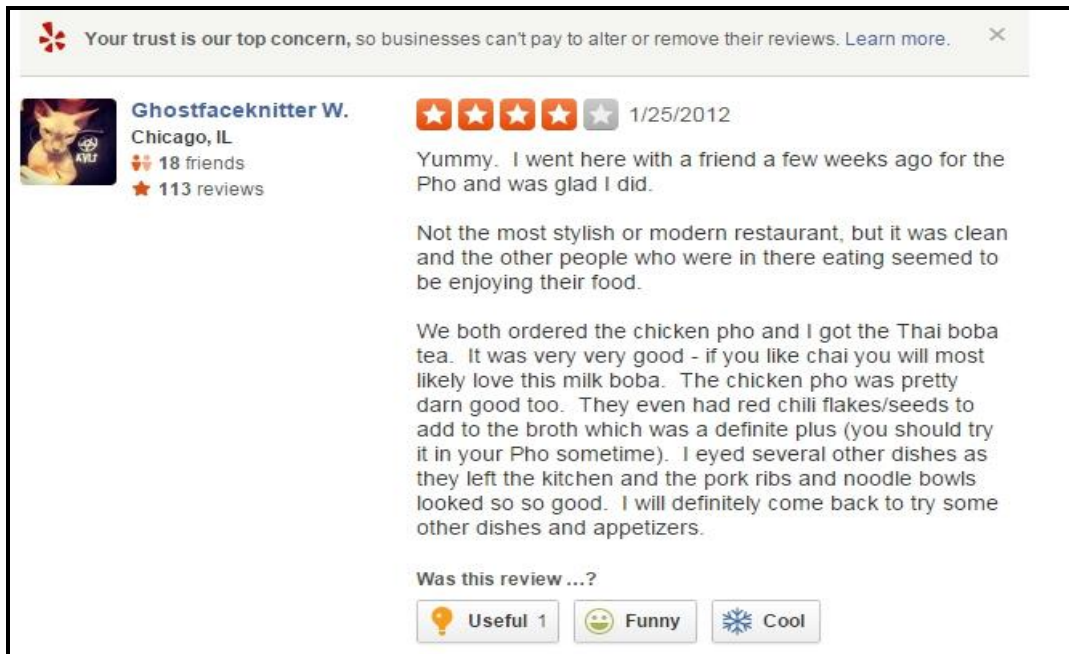 Your trust is our top concern, so businesses can't pay to alter or remove their reviews. Learn more. ×
Ghostfaceknitter W.
Chicago, IL
18 friends
113 reviews
KVLT
1/25/2012
Yummy.  I went here with a friend a few weeks ago for the
Pho and was glad I did.
Not the most stylish or modern restaurant, but it was clean
and the other people who were in there eating seemed to
be enjoying their food.
We both ordered the chicken pho and I got the Thai boba
tea.  It was very very good - if you like chai you will most
likely love this milk boba.  The chicken pho was pretty
darn good too.  They even had red chili flakes/seeds to
add to the broth which was a definite plus (you should try
it in your Pho sometime).  I eyed several other dishes as
they left the kitchen and the pork ribs and noodle bowls
looked so so good.  I will definitely come back to try some
other dishes and appetizers.
Was this review ...?
Useful 1
Funny
Cool